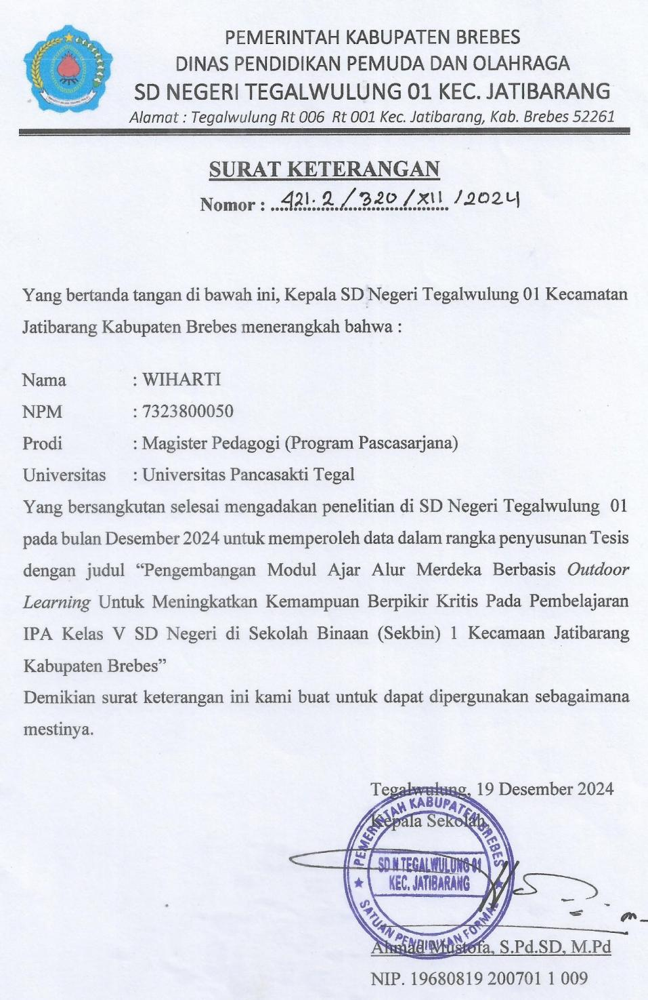 PEMERINTAH KABUPATEN BREBES
DINAS PENDIDIKAN PEMUDA DAN OLAHRAGA
SD NEGERI TEGALWULUNG 01 KEC. JATIBARANG
Alamat : Tegalwulung Rt 006 Rt 001 Kec. Jatibarang, Kab. Brebes 52261
SURAT KETERANGAN
Nomor : 421.2 / 320 / XII / 2024
Yang bertanda tangan di bawah ini, Kepala SD Negeri Tegalwulung 01 Kecamatan
Jatibarang Kabupaten Brebes menerangkah bahwa :
Nama : WIHARTI
NPM : 7323800050
Prodi : Magister Pedagogi (Program Pascasarjana)
Universitas : Universitas Pancasakti Tegal
Yang bersangkutan selesai mengadakan penelitian di SD Negeri Tegalwulung 01
pada bulan Desember 2024 untuk memperoleh data dalam rangka penyusunan Tesis
dengan judul “Pengembangan Modul Ajar Alur Merdeka Berbasis Outdoor
Learning Untuk Meningkatkan Kemampuan Berpikir Kritis Pada Pembelajaran
IPA Kelas V SD Negeri di Sekolah Binaan (Sekbin) 1 Kecamaan Jatibarang
Kabupaten Brebes”
Demikian surat keterangan ini kami buat untuk dapat dipergunakan sebagaimana
mestinya.
Tegalwulung, 19 Desember 2024
Kepala Sekolah
PEMERINTAH KABUPATEN BREBES
SD N TEGALWULUNG 01
KEC. JATIBARANG
SATUAN PENDIDIKAN FORMAL
Ahmad Mustofa, S.Pd.SD, M.Pd
NIP. 19680819 200701 1 009